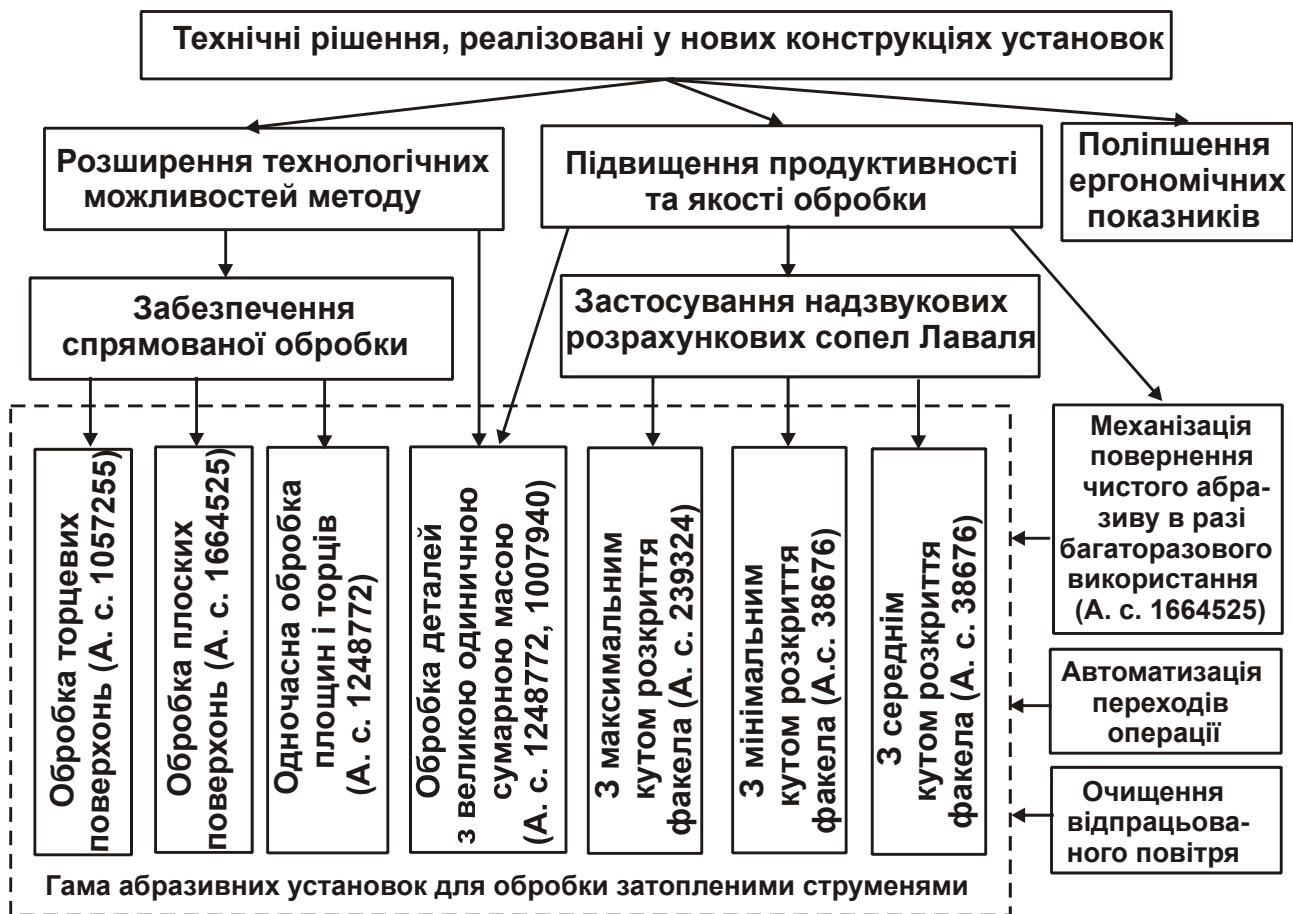 Технічні рішення, реалізовані у нових конструкціях установок
Розширення технологічних
можливостей методу
Підвищення продуктивності
та якості обробки
Поліпшення
ергономічних
показників
Забезпечення
спрямованої обробки
Застосування надзвукових
розрахункових сопел Лаваля
Обробка торцевих
поверхонь (А. с. 1057255)
Обробка плоских
поверхонь (А. с. 1664525)
Одночасна обробка
площин і торців
(А. с. 1248772)
Обробка деталей
з великою одиничною
сумарною масою
(А. с. 1248772, 1007940)
З максимальним
кутом розкриття
факела (А. с. 239324)
З мінімальним
кутом розкриття
факела (А.с. 38676)
З середнім
кутом розкриття
факела (А. с. 38676)
Механізація
повернення
чистого абра-
зиву в разі
багаторазового
використання
(А. с. 1664525)
Автоматизація
переходів
операції
Очищення
відпрацьова-
ного повітря
Гама абразивних установок для обробки затопленими струменями